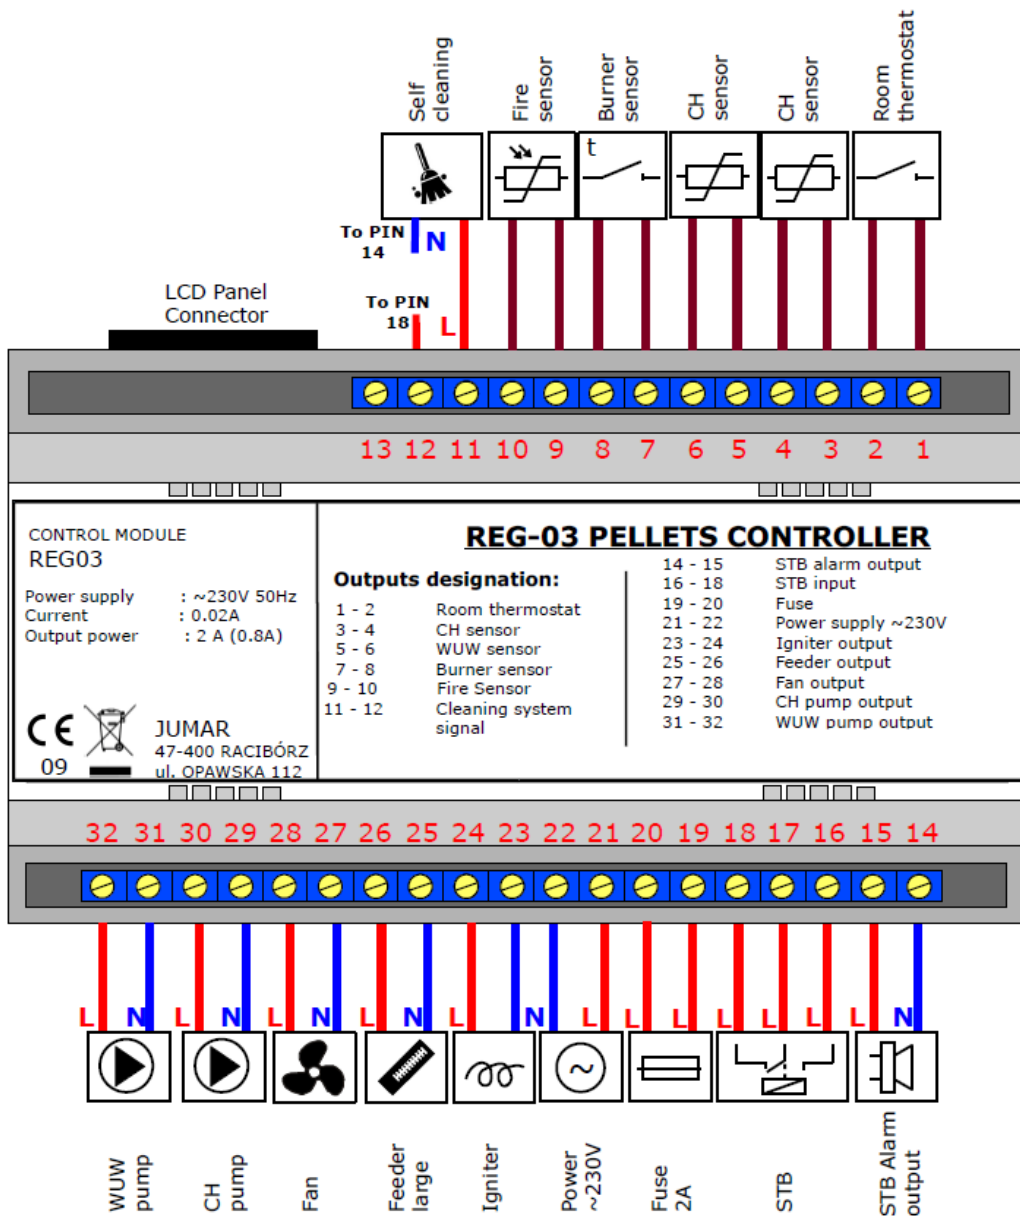 Self
cleaning
Fire
sensor
Burner
sensor
CH
sensor
CH
sensor
Room
thermostat
t
To PIN
14
N
To PIN
18
L
LCD Panel
Connector
13 12 11 10 9 8 7 6 5 4 3 2 1
CONTROL MODULE
REG03
Power supply : ~230V 50Hz
Current : 0.02A
Output power : 2 A (0.8A)
CE
09
JUMAR
47-400 RACIBÓRZ
ul. OPAWSKA 112
REG-03 PELLETS CONTROLLER
Outputs designation:
1 - 2 Room thermostat
3 - 4 CH sensor
5 - 6 WUW sensor
7 - 8 Burner sensor
9 - 10 Fire Sensor
11 - 12 Cleaning system
signal
14 - 15 STB alarm output
16 - 18 STB input
19 - 20 Fuse
21 - 22 Power supply ~230V
23 - 24 Igniter output
25 - 26 Feeder output
27 - 28 Fan output
29 - 30 CH pump output
31 - 32 WUW pump output
32 31 30 29 28 27 26 25 24 23 22 21 20 19 18 17 16 15 14
L N L N L N L N L N L L L L L L L N
~
WUW
pump
CH
pump
Fan
Feeder
large
Igniter
Power
~230V
Fuse
2A
STB
STB Alarm
output